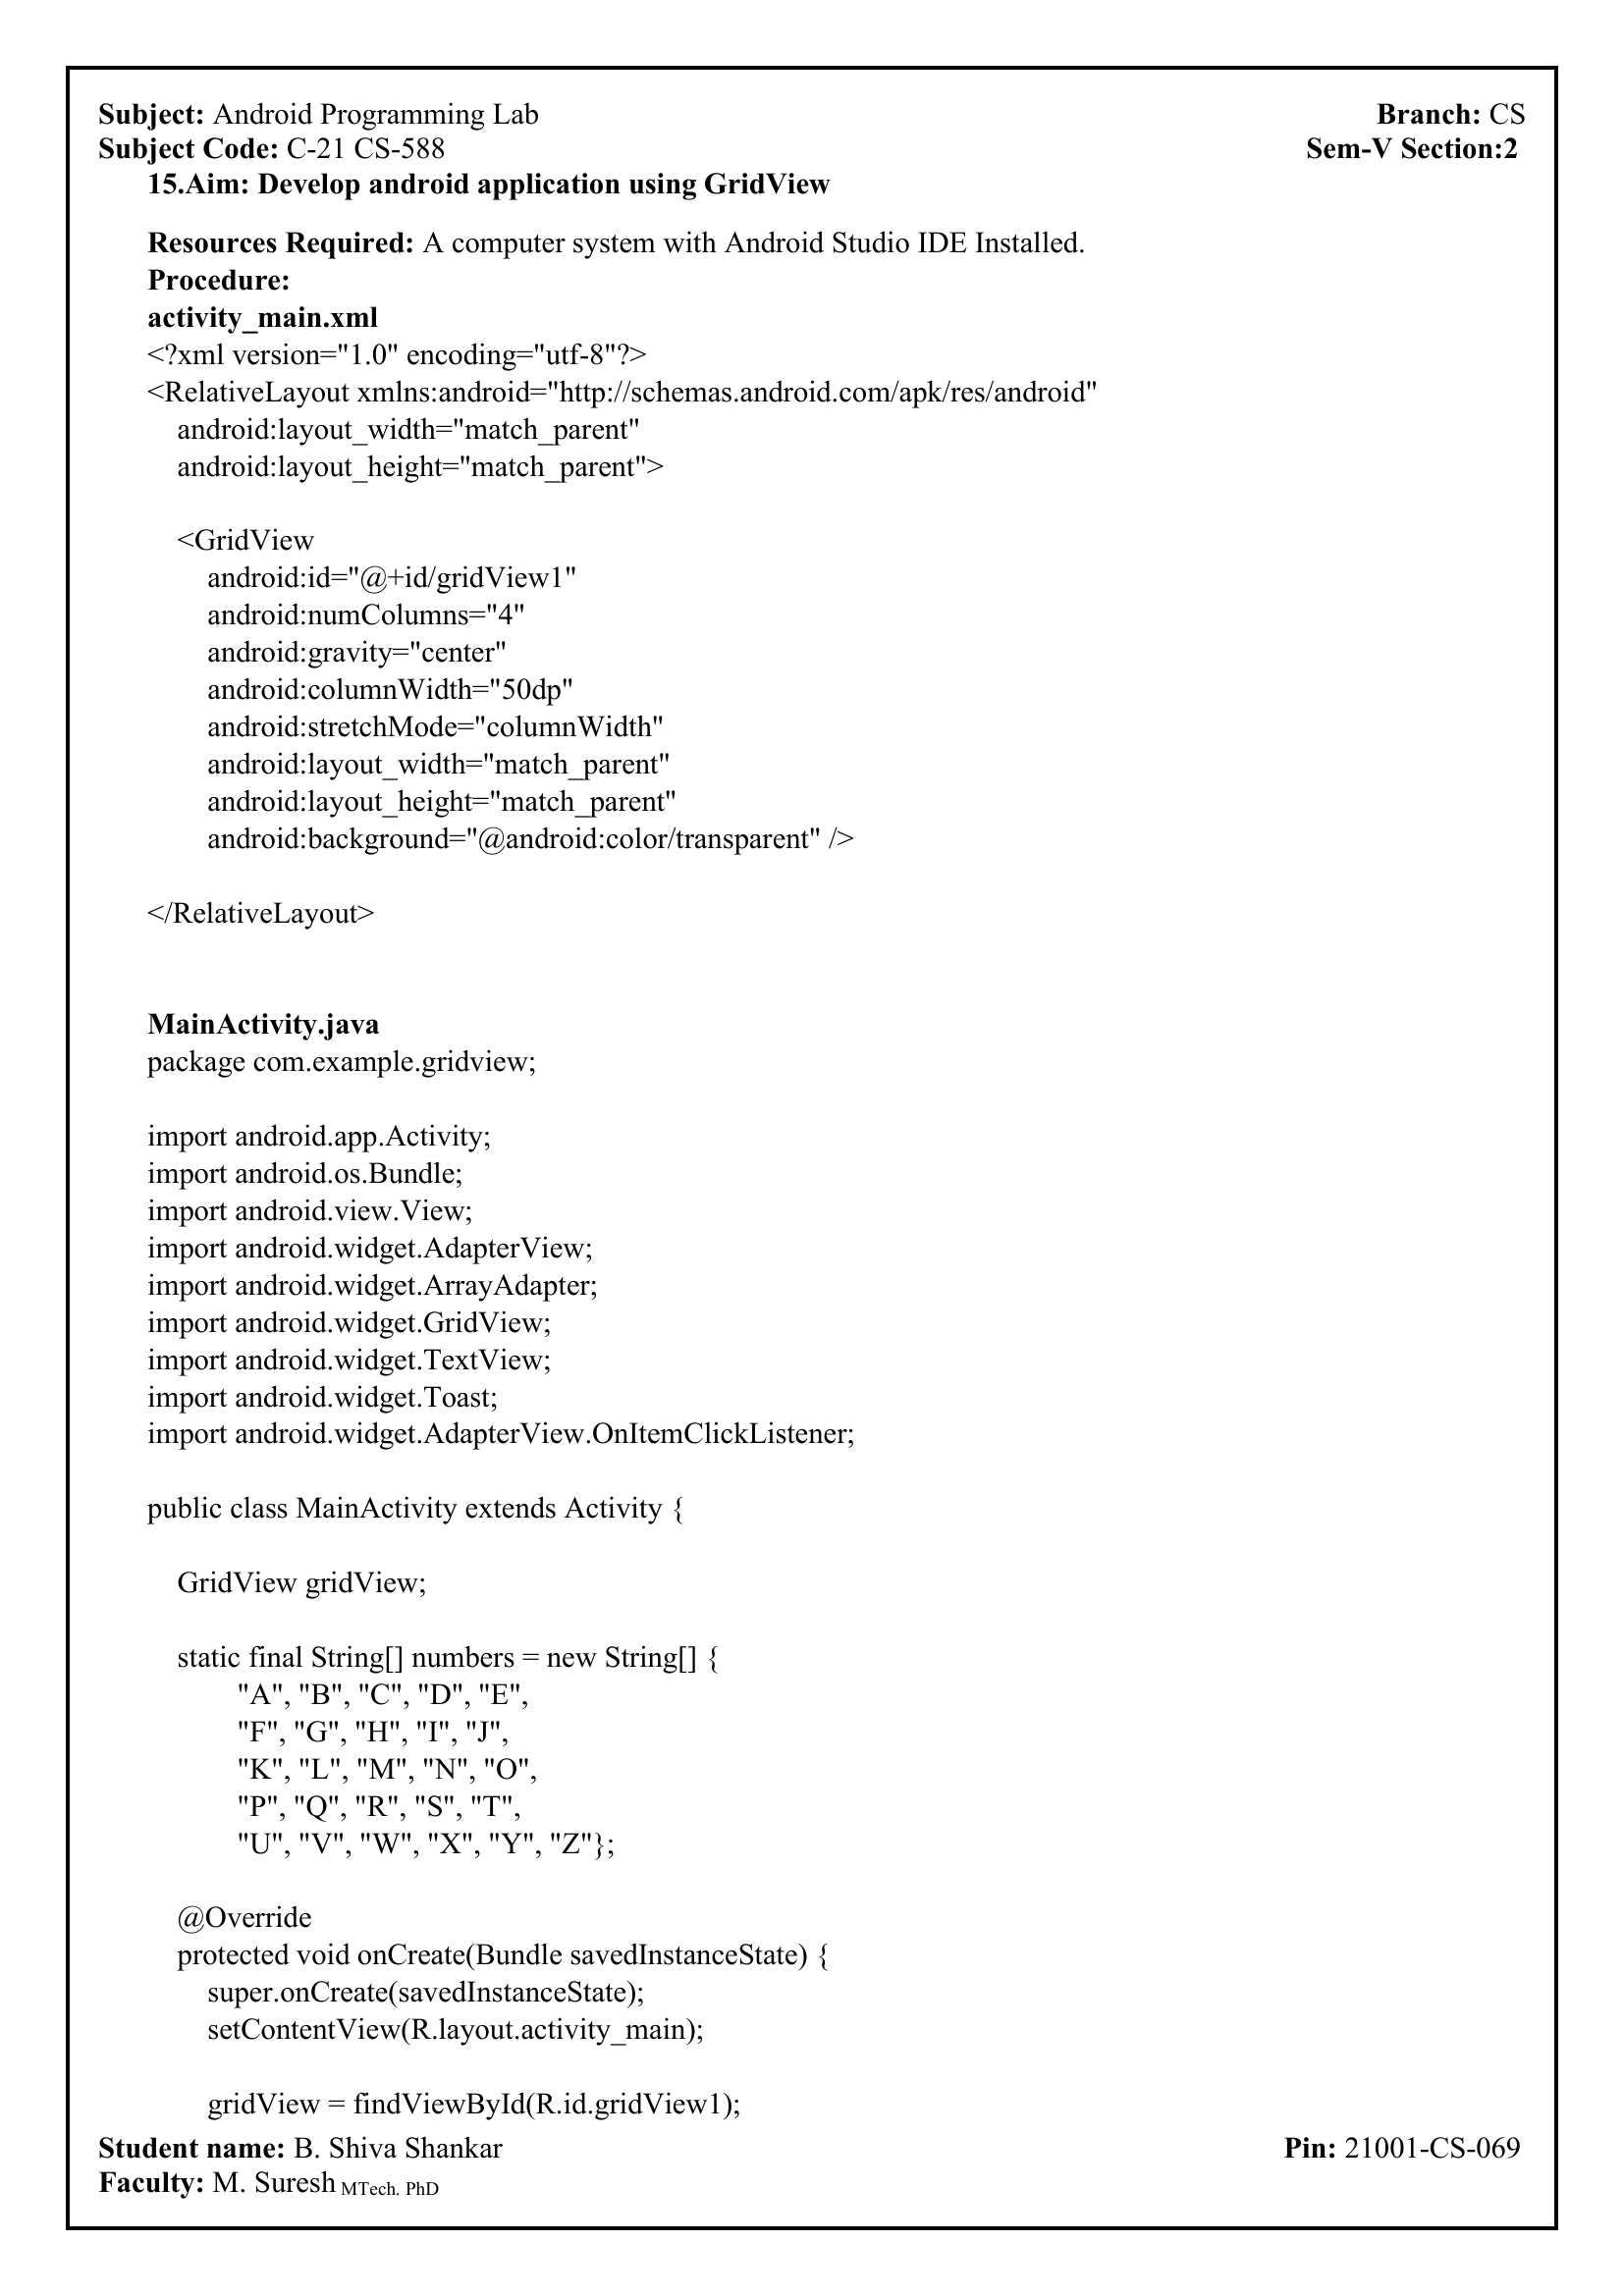 Subject: Android Programming Lab Branch: CS
Subject Code: C-21 CS-588 Sem-V Section:2
15.Aim: Develop android application using GridView
Resources Required: A computer system with Android Studio IDE Installed.
Procedure:
activity_main.xml
<?xml version="1.0" encoding="utf-8"?>
<RelativeLayout xmlns:android="http://schemas.android.com/apk/res/android"
    android:layout_width="match_parent"
    android:layout_height="match_parent">

    <GridView
        android:id="@+id/gridView1"
        android:numColumns="4"
        android:gravity="center"
        android:columnWidth="50dp"
        android:stretchMode="columnWidth"
        android:layout_width="match_parent"
        android:layout_height="match_parent"
        android:background="@android:color/transparent" />

</RelativeLayout>

MainActivity.java
package com.example.gridview;

import android.app.Activity;
import android.os.Bundle;
import android.view.View;
import android.widget.AdapterView;
import android.widget.ArrayAdapter;
import android.widget.GridView;
import android.widget.TextView;
import android.widget.Toast;
import android.widget.AdapterView.OnItemClickListener;

public class MainActivity extends Activity {

    GridView gridView;

    static final String[] numbers = new String[] {
            "A", "B", "C", "D", "E",
            "F", "G", "H", "I", "J",
            "K", "L", "M", "N", "O",
            "P", "Q", "R", "S", "T",
            "U", "V", "W", "X", "Y", "Z"};

    @Override
    protected void onCreate(Bundle savedInstanceState) {
        super.onCreate(savedInstanceState);
        setContentView(R.layout.activity_main);

        gridView = findViewById(R.id.gridView1);
Student name: B. Shiva Shankar Pin: 21001-CS-069
Faculty: M. Suresh MTech. PhD